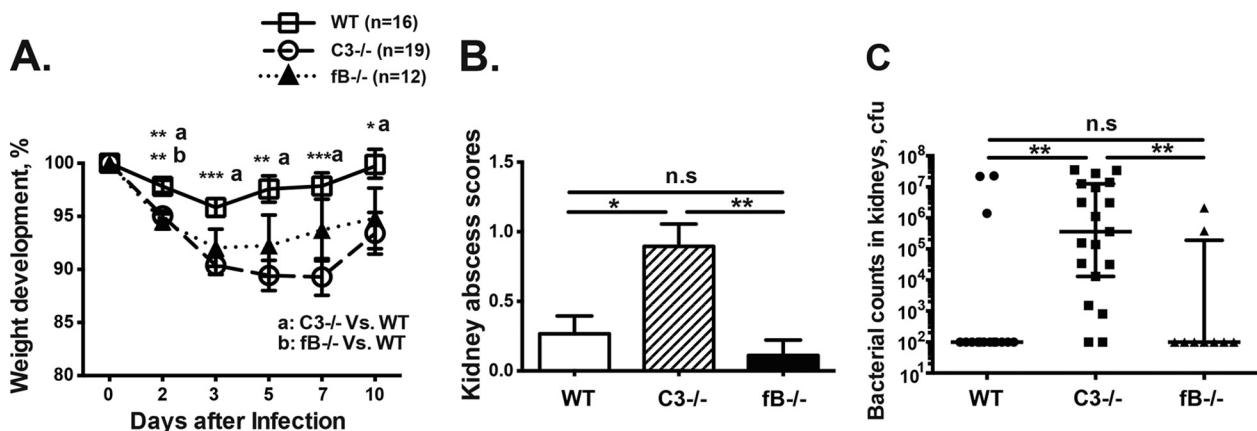 A.
WT (n=16)
C3-/- (n=19)
fB-/- (n=12)
Weight development, %
100
95
90
85
80
** a
** b
*** a
** a
***a
* a
a: C3-/- Vs. WT
b: fB-/- Vs. WT
0 2 3 5 7 10
Days after Infection
B.
Kidney abscess scores
1.5
1.0
0.5
0.0
n.s
* **
WT C3-/- fB-/-
C
Bacterial counts in kidneys, cfu
10⁸
10⁷
10⁶
10⁵
10⁴
10³
10²
10¹
n.s
** **
WT C3-/- fB-/-